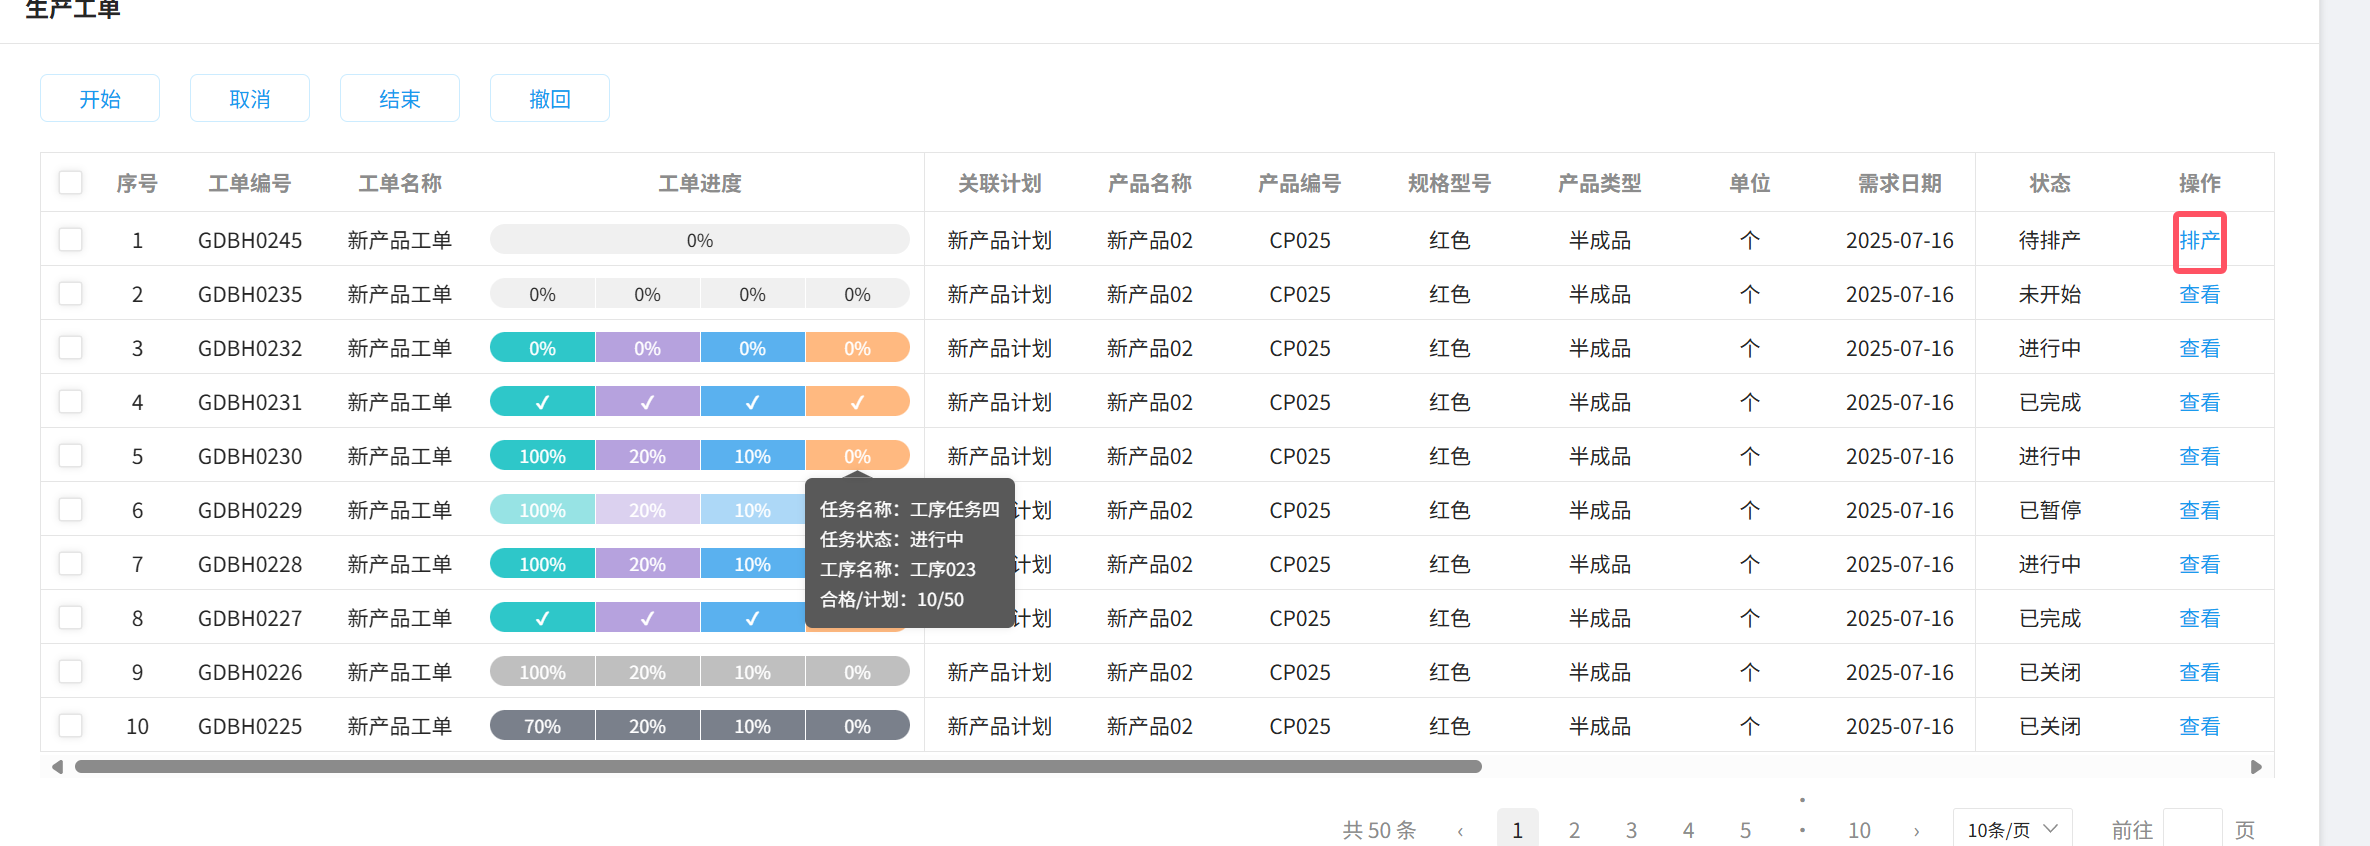 生产工单
开始 取消 结束 撤回
序号 工单编号 工单名称 工单进度 关联计划 产品名称 产品编号 规格型号 产品类型 单位 需求日期 状态 操作
1 GDBH0245 新产品工单 0% 新产品计划 新产品02 CP025 红色 半成品 个 2025-07-16 待排产 排产
2 GDBH0235 新产品工单 0% 0% 0% 0% 新产品计划 新产品02 CP025 红色 半成品 个 2025-07-16 未开始 查看
3 GDBH0232 新产品工单 0% 0% 0% 0% 新产品计划 新产品02 CP025 红色 半成品 个 2025-07-16 进行中 查看
4 GDBH0231 新产品工单 ✓ ✓ ✓ ✓ 新产品计划 新产品02 CP025 红色 半成品 个 2025-07-16 已完成 查看
5 GDBH0230 新产品工单 100% 20% 10% 0% 新产品计划 新产品02 CP025 红色 半成品 个 2025-07-16 进行中 查看
6 GDBH0229 新产品工单 100% 20% 10% 计划 新产品02 CP025 红色 半成品 个 2025-07-16 已暂停 查看
7 GDBH0228 新产品工单 100% 20% 10% 计划 新产品02 CP025 红色 半成品 个 2025-07-16 进行中 查看
8 GDBH0227 新产品工单 ✓ ✓ ✓ 计划 新产品02 CP025 红色 半成品 个 2025-07-16 已完成 查看
任务名称：工序任务四
任务状态：进行中
工序名称：工序023
合格/计划：10/50
9 GDBH0226 新产品工单 100% 20% 10% 0% 新产品计划 新产品02 CP025 红色 半成品 个 2025-07-16 已关闭 查看
10 GDBH0225 新产品工单 70% 20% 10% 0% 新产品计划 新产品02 CP025 红色 半成品 个 2025-07-16 已关闭 查看
共 50 条 ‹ 1 2 3 4 5 10 › 10条/页 前往 页